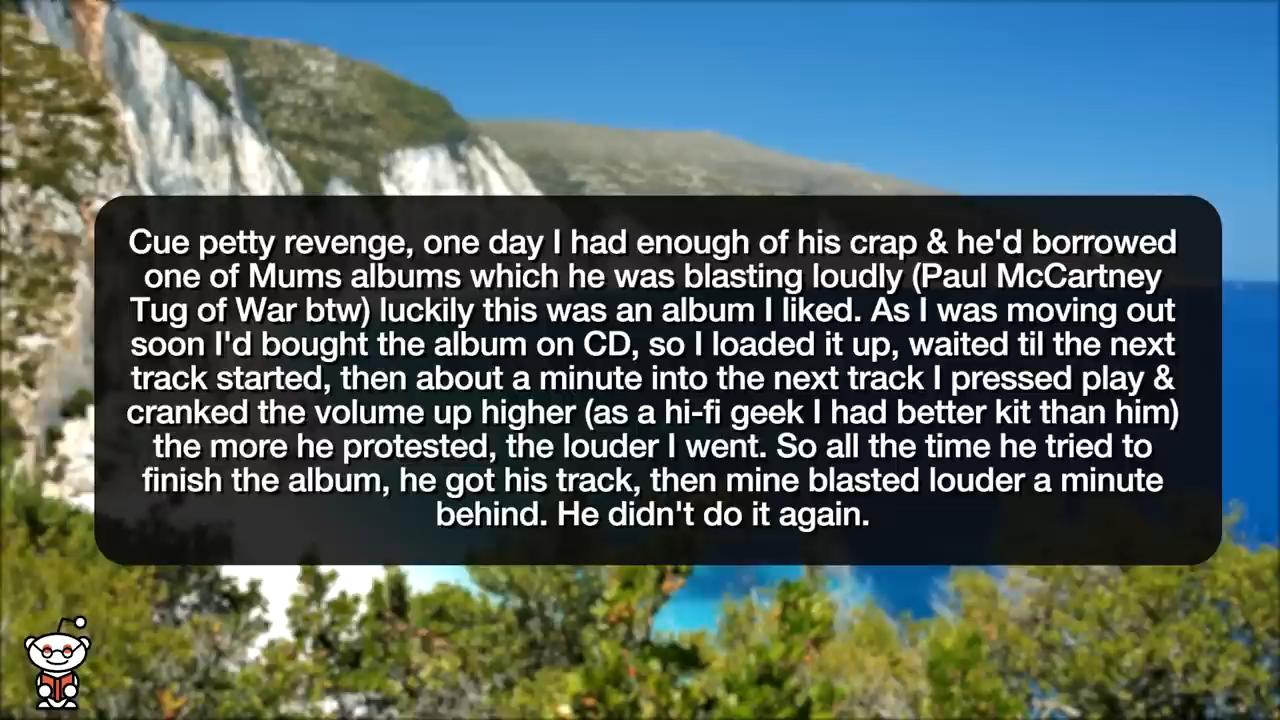 Cue petty revenge, one day I had enough of his crap & he'd borrowed
one of Mums albums which he was blasting loudly (Paul McCartney
Tug of War btw) luckily this was an album I liked. As I was moving out
soon I'd bought the album on CD, so I loaded it up, waited til the next
track started, then about a minute into the next track I pressed play &
cranked the volume up higher (as a hi-fi geek I had better kit than him)
the more he protested, the louder I went. So all the time he tried to
finish the album, he got his track, then mine blasted louder a minute
behind. He didn't do it again.